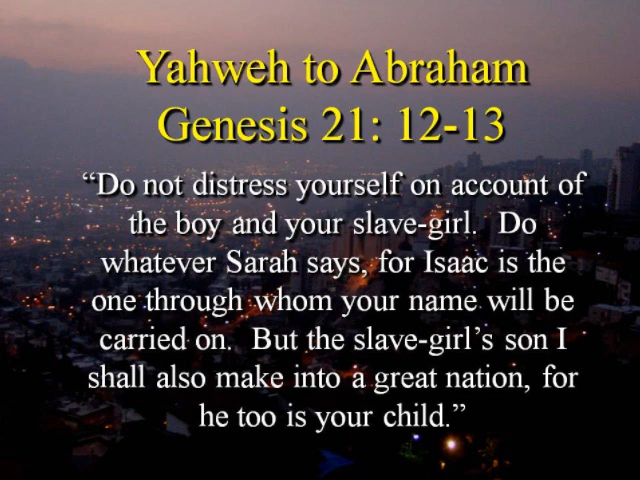 Yahweh to Abraham
Genesis 21: 12-13
“Do not distress yourself on account of
the boy and your slave-girl.  Do
whatever Sarah says, for Isaac is the
one through whom your name will be
carried on.  But the slave-girl’s son I
shall also make into a great nation, for
he too is your child.”